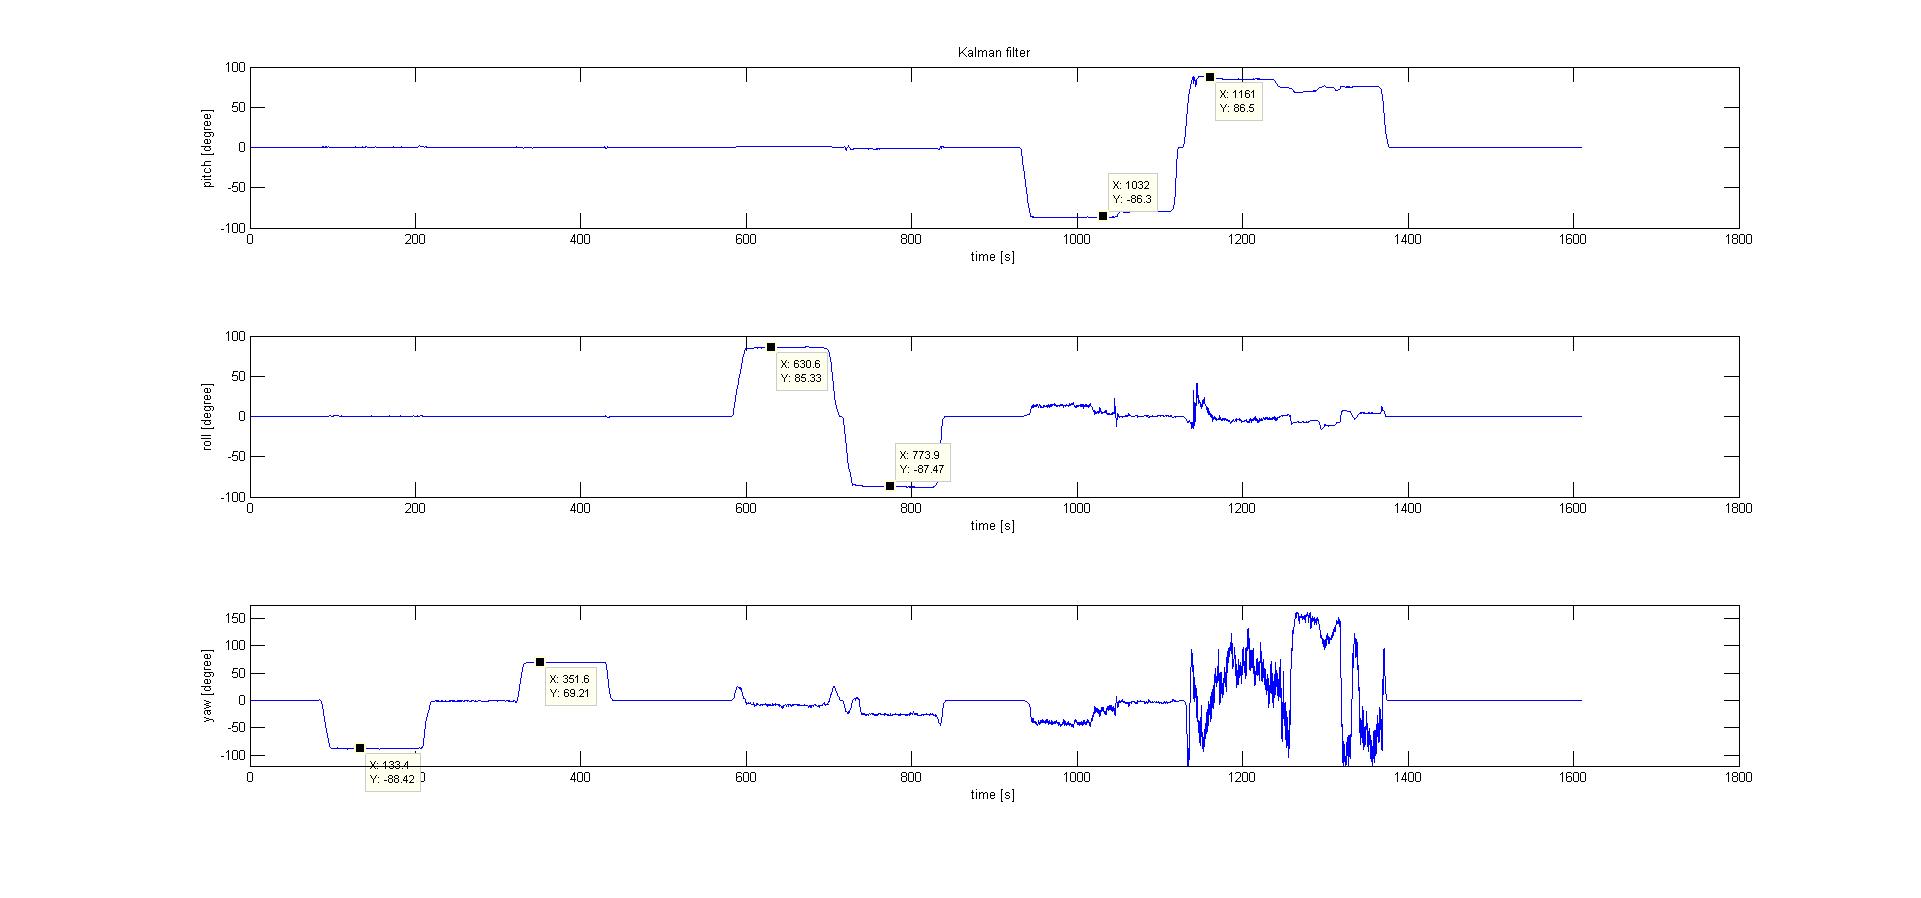 Kalman filter
100
50
0
-50
-100
pitch [degree]
X: 1161
Y: 86.5
X: 1032
Y: -86.3
0 200 400 600 800 1000 1200 1400 1600 1800
time [s]
100
50
0
-50
-100
roll [degree]
X: 630.6
Y: 85.33
X: 773.9
Y: -87.47
0 200 400 600 800 1000 1200 1400 1600 1800
time [s]
150
100
50
0
-50
-100
yaw [degree]
X: 351.6
Y: 69.21
X: 133.4
Y: -88.42
0 400 600 800 1000 1200 1400 1600 1800
time [s]